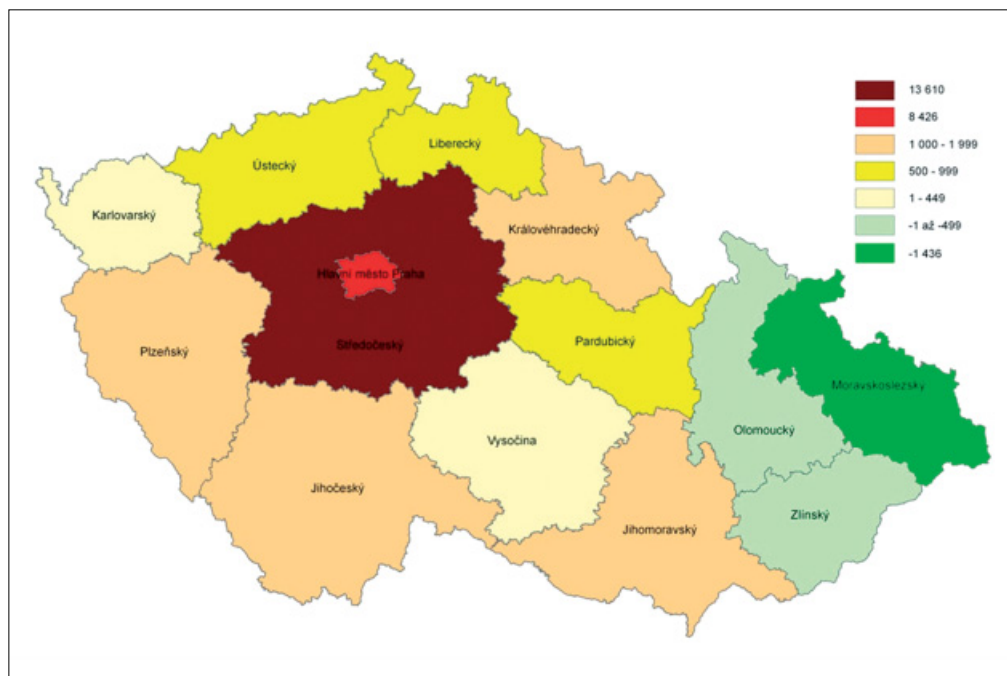 13 610
8 426
1 000 - 1 999
500 - 999
1 - 449
-1 až -499
-1 436
Liberecký
Ústecký
Karlovarský
Královéhradecký
Hlavní město Praha
Středočeský
Pardubický
Plzeňský
Moravskoslezský
Olomoucký
Vysočina
Jihočeský
Zlínský
Jihomoravský